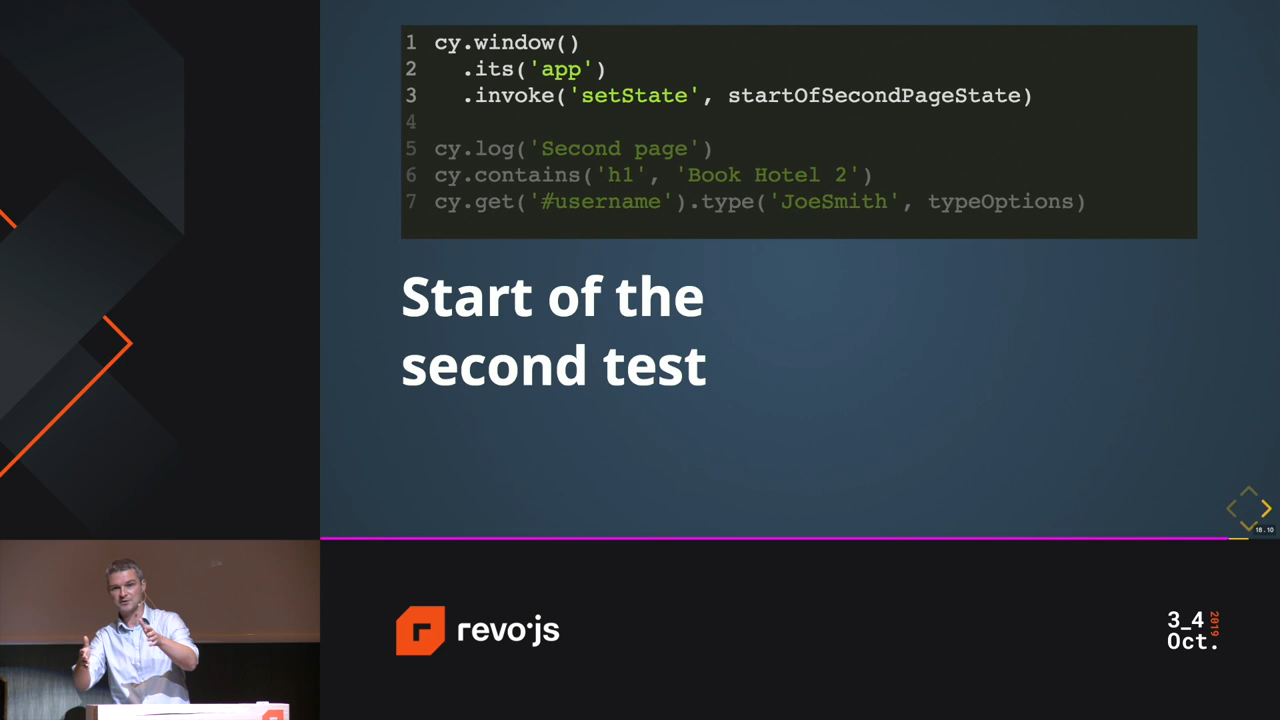 1 cy.window()
2 .its('app')
3 .invoke('setState', startOfSecondPageState)
4
5 cy.log('Second page')
6 cy.contains('h1', 'Book Hotel 2')
7 cy.get('#username').type('JoeSmith', typeOptions)
Start of the
second test
18.10
r revo·js
3_4
Oct.
2019